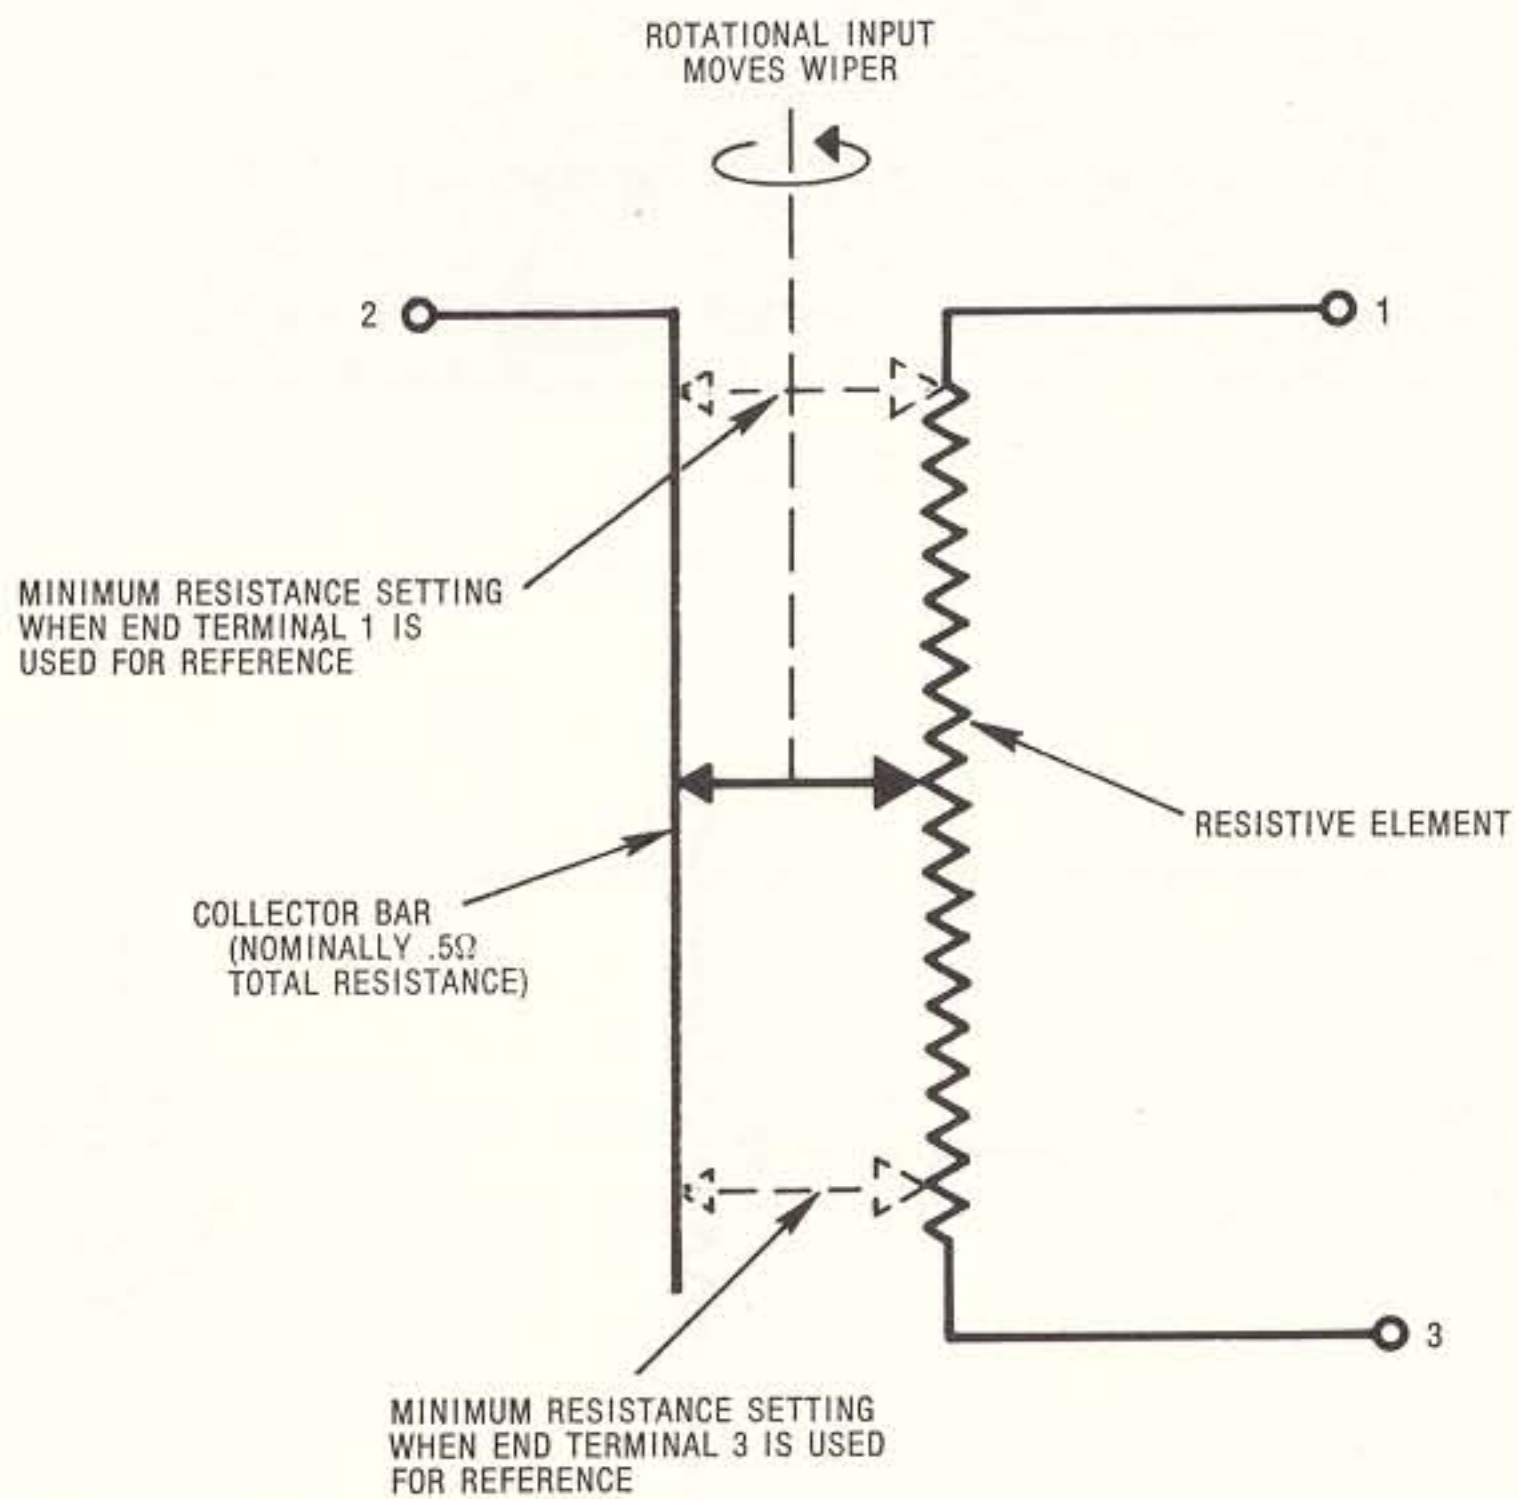 ROTATIONAL INPUT
MOVES WIPER
2
1
MINIMUM RESISTANCE SETTING
WHEN END TERMINAL 1 IS
USED FOR REFERENCE
RESISTIVE ELEMENT
COLLECTOR BAR
(NOMINALLY .5Ω
TOTAL RESISTANCE)
3
MINIMUM RESISTANCE SETTING
WHEN END TERMINAL 3 IS USED
FOR REFERENCE